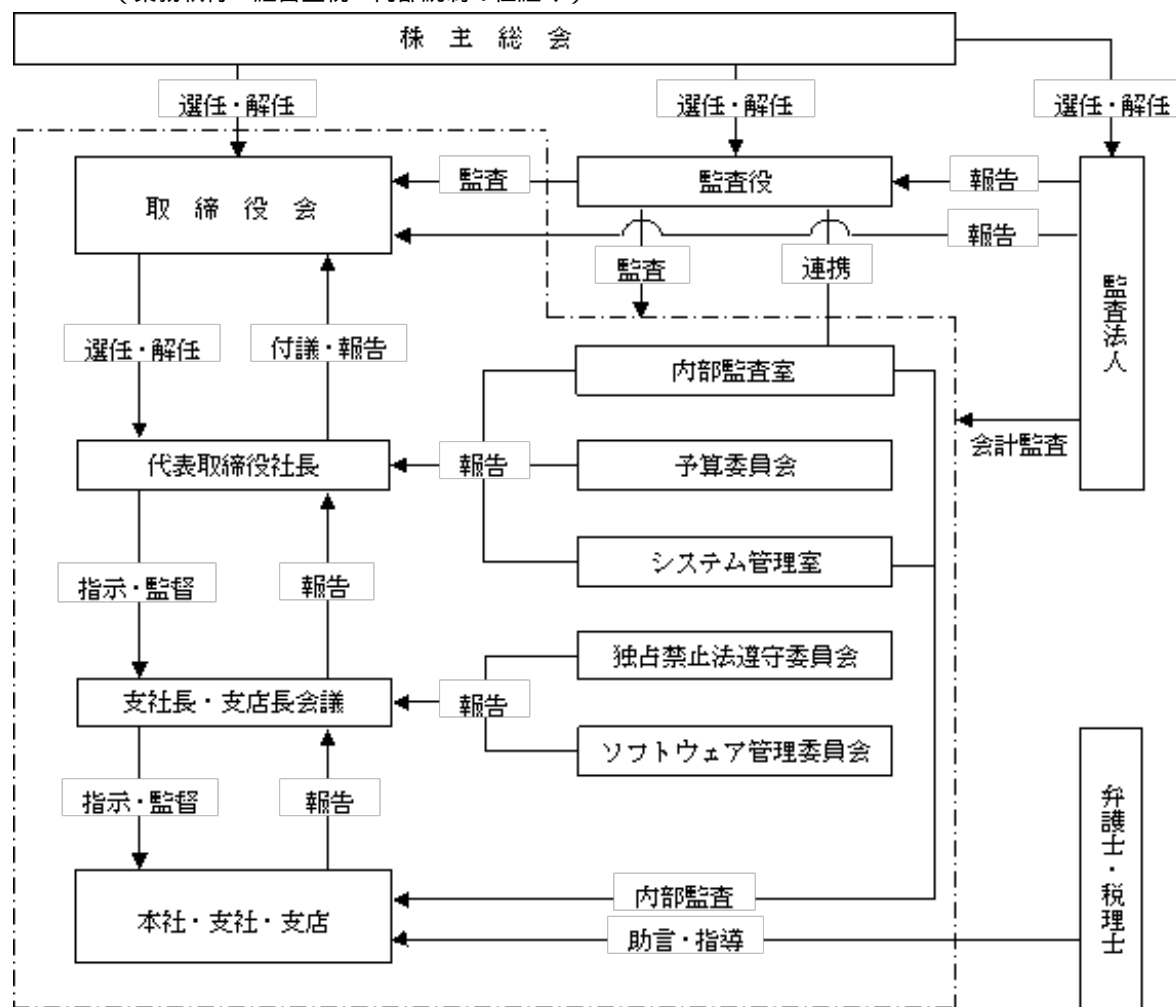 株主総会
選任・解任
選任・解任
選任・解任
取締役会
監査
監査役
報告
報告
監査
連携
監査法人
選任・解任
付議・報告
内部監査室
代表取締役社長
報告
予算委員会
会計監査
システム管理室
指示・監督
報告
独占禁止法遵守委員会
支社長・支店長会議
報告
ソフトウェア管理委員会
指示・監督
報告
弁護士・税理士
内部監査
本社・支社・支店
助言・指導